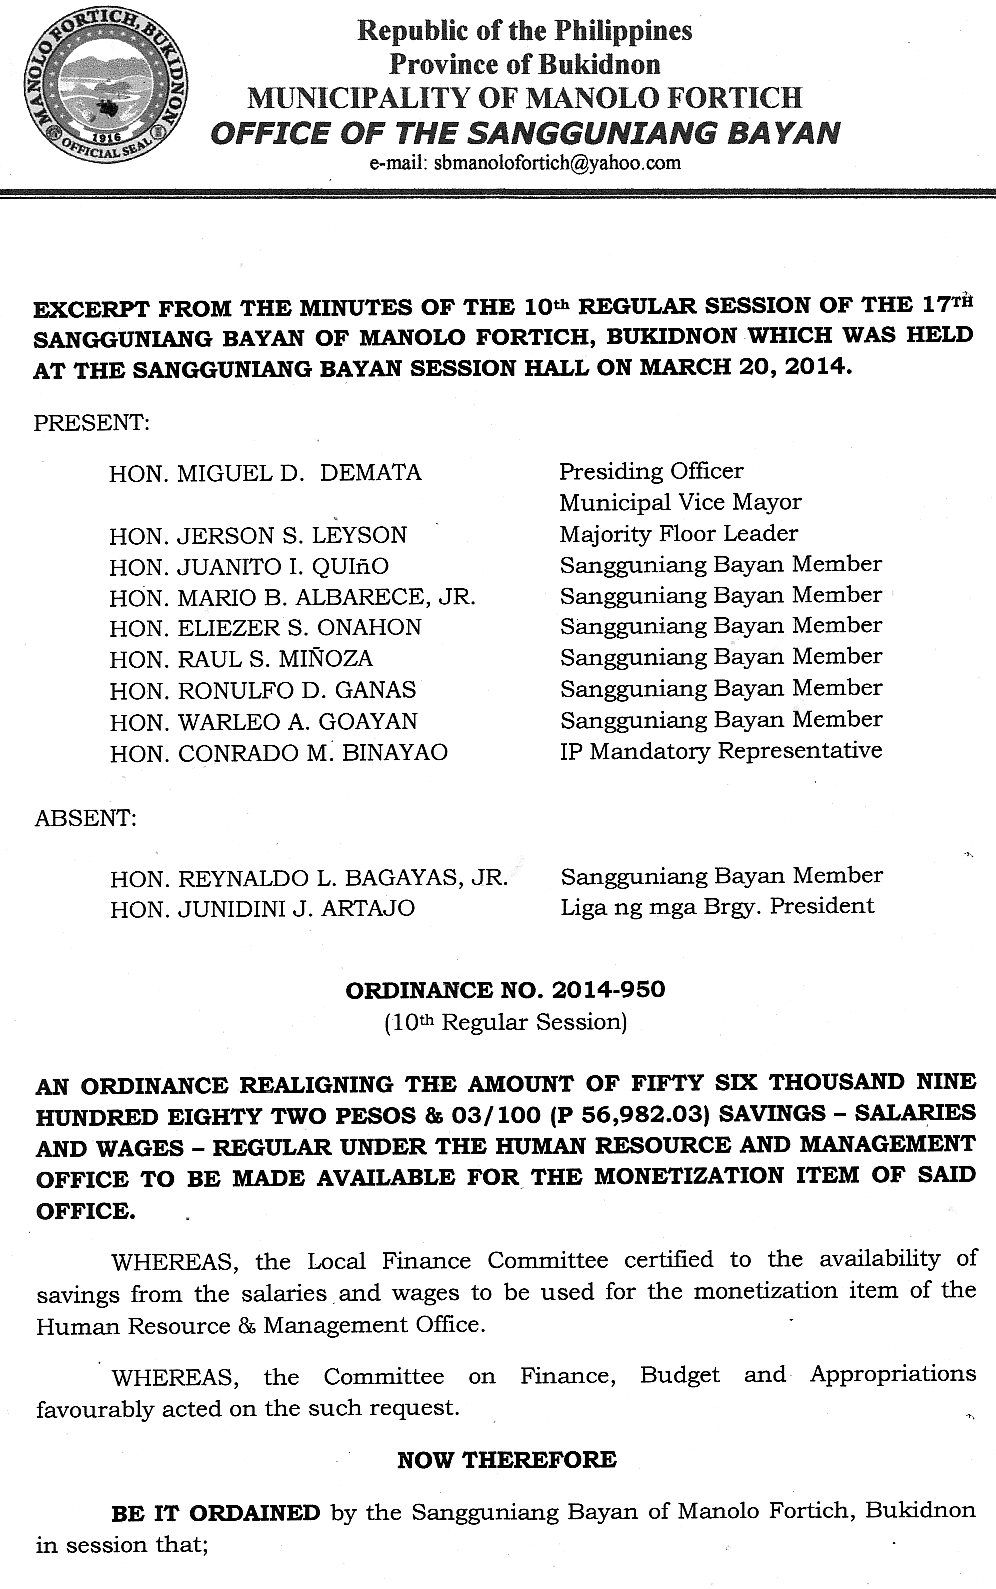 MANOLO FORTICH, BUKIDNON
1916
OFFICIAL SEAL
Republic of the Philippines
Province of Bukidnon
MUNICIPALITY OF MANOLO FORTICH
OFFICE OF THE SANGGUNIANG BAYAN
e-mail: sbmanolofortich@yahoo.com
EXCERPT FROM THE MINUTES OF THE 10th REGULAR SESSION OF THE 17TH
SANGGUNIANG BAYAN OF MANOLO FORTICH, BUKIDNON WHICH WAS HELD
AT THE SANGGUNIANG BAYAN SESSION HALL ON MARCH 20, 2014.
PRESENT:
HON. MIGUEL D. DEMATA Presiding Officer
Municipal Vice Mayor
HON. JERSON S. LEYSON Majority Floor Leader
HON. JUANITO I. QUIñO Sangguniang Bayan Member
HON. MARIO B. ALBARECE, JR. Sangguniang Bayan Member
HON. ELIEZER S. ONAHON Sangguniang Bayan Member
HON. RAUL S. MIÑOZA Sangguniang Bayan Member
HON. RONULFO D. GANAS Sangguniang Bayan Member
HON. WARLEO A. GOAYAN Sangguniang Bayan Member
HON. CONRADO M. BINAYAO IP Mandatory Representative
ABSENT:
HON. REYNALDO L. BAGAYAS, JR. Sangguniang Bayan Member
HON. JUNIDINI J. ARTAJO Liga ng mga Brgy. President
ORDINANCE NO. 2014-950
(10th Regular Session)
AN ORDINANCE REALIGNING THE AMOUNT OF FIFTY SIX THOUSAND NINE
HUNDRED EIGHTY TWO PESOS & 03/100 (P 56,982.03) SAVINGS – SALARIES
AND WAGES – REGULAR UNDER THE HUMAN RESOURCE AND MANAGEMENT
OFFICE TO BE MADE AVAILABLE FOR THE MONETIZATION ITEM OF SAID
OFFICE.
WHEREAS, the Local Finance Committee certified to the availability of
savings from the salaries and wages to be used for the monetization item of the
Human Resource & Management Office.
WHEREAS, the Committee on Finance, Budget and Appropriations
favourably acted on the such request.
NOW THEREFORE
BE IT ORDAINED by the Sangguniang Bayan of Manolo Fortich, Bukidnon
in session that;